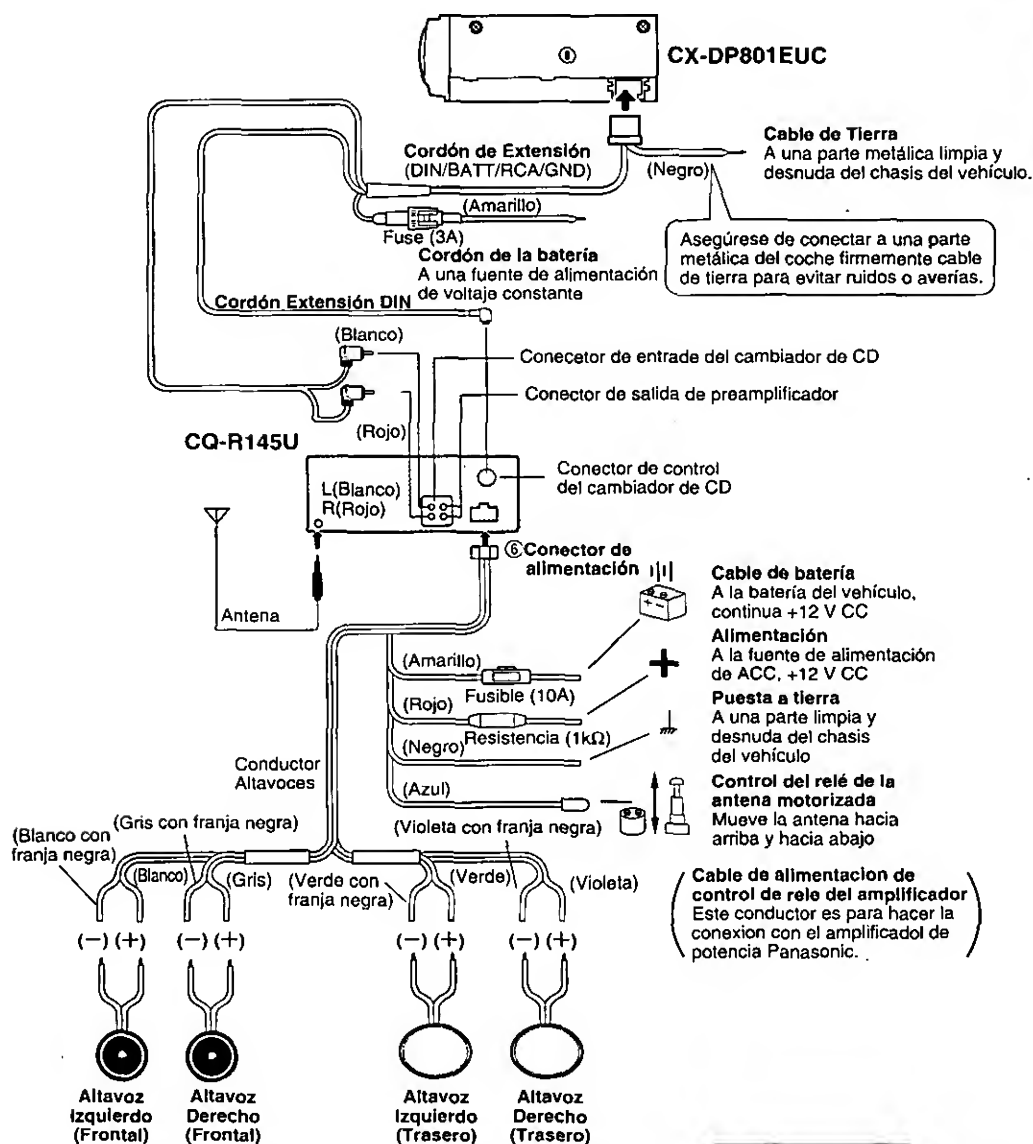 CX-DP801EUC
Cable de Tierra
A una parte metálica limpia y
desnuda del chasis del vehículo.
Cordón de Extensión
(DIN/BATT/RCA/GND)
(Negro)
(Amarillo)
Fuse (3A)
Asegúrese de conectar a una parte
metálica del coche firmemente cable
de tierra para evitar ruidos o averías.
Cordón de la batería
A una fuente de alimentación
de voltaje constante
Cordón Extensión DIN
(Blanco)
Conecetor de entrade del cambiador de CD
Conector de salida de preamplificador
(Rojo)
CQ-R145U
Conector de control
del cambiador de CD
L(Blanco)
R(Rojo)
⑥Conector de
alimentación
Antena
Cable de batería
A la batería del vehículo,
continua +12 V CC
(Amarillo)
Fusible (10A)
Alimentación
A la fuente de alimentación
de ACC, +12 V CC
(Rojo)
Resistencia (1kΩ)
Puesta a tierra
A una parte limpia y
desnuda del chasis
del vehículo
(Negro)
Conductor
Altavoces
(Azul)
Control del relé de la
antena motorizada
Mueve la antena hacia
arriba y hacia abajo
(Blanco con
franja negra)
(Gris con franja negra)
(Violeta con franja negra)
(Blanco)
(Gris)
(Verde con
franja negra)
(Verde)
(Violeta)
Cable de alimentacion de
control de rele del amplificador
Este conductor es para hacer la
conexion con el amplificadol de
potencia Panasonic.
(−) (+) (−) (+) (−) (+) (−) (+)
Altavoz
Izquierdo
(Frontal)
Altavoz
Derecho
(Frontal)
Altavoz
Izquierdo
(Trasero)
Altavoz
Derecho
(Trasero)